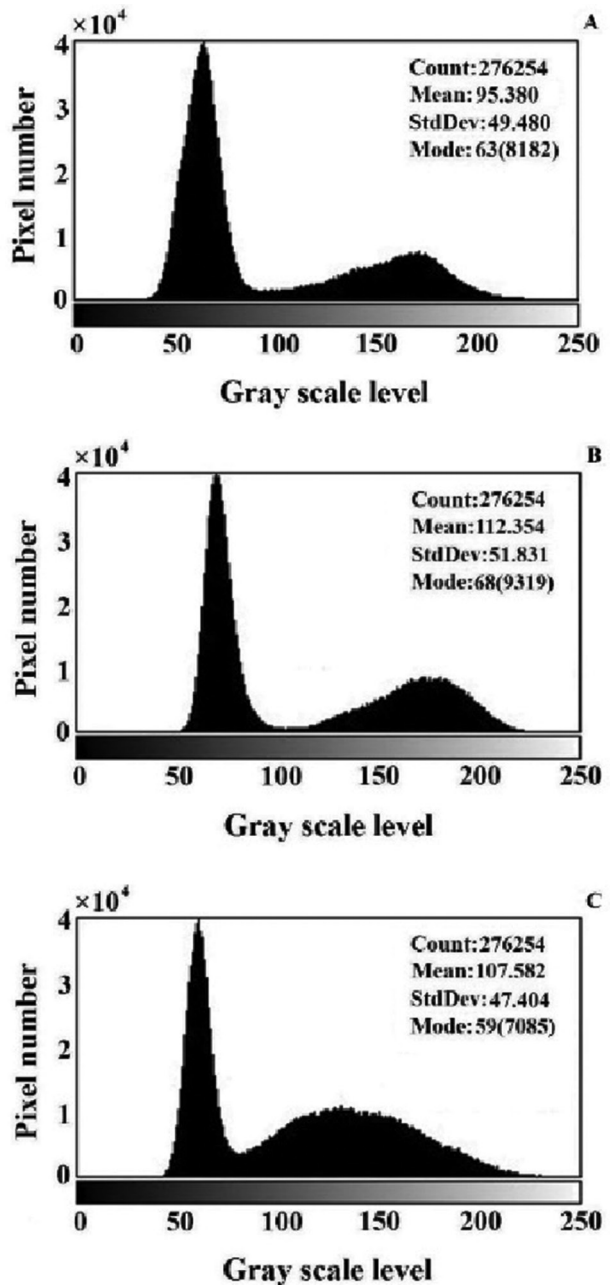 ×10⁴
A
4
3
2
1
0
Pixel number
Count:276254
Mean:95.380
StdDev:49.480
Mode:63(8182)
0 50 100 150 200 250
Gray scale level
×10⁴
B
4
3
2
1
0
Pixel number
Count:276254
Mean:112.354
StdDev:51.831
Mode:68(9319)
0 50 100 150 200 250
Gray scale level
×10⁴
C
4
3
2
1
0
Pixel number
Count:276254
Mean:107.582
StdDev:47.404
Mode:59(7085)
0 50 100 150 200 250
Gray scale level